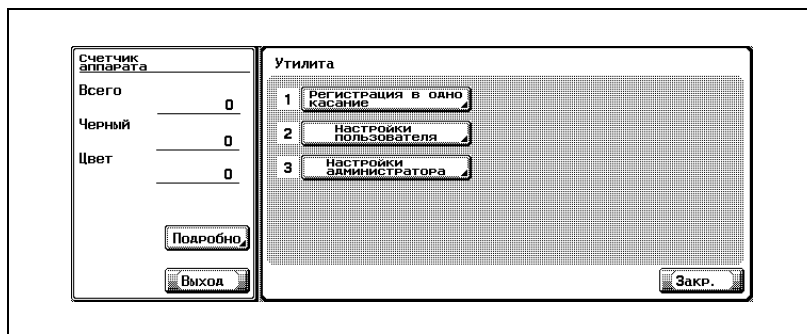 Счетчик
аппарата
Всего
0
Черный
0
Цвет
0
Подробно
Выход
Утилита
1 Регистрация в одно
касание
2 Настройки
пользователя
3 Настройки
администратора
Закр.